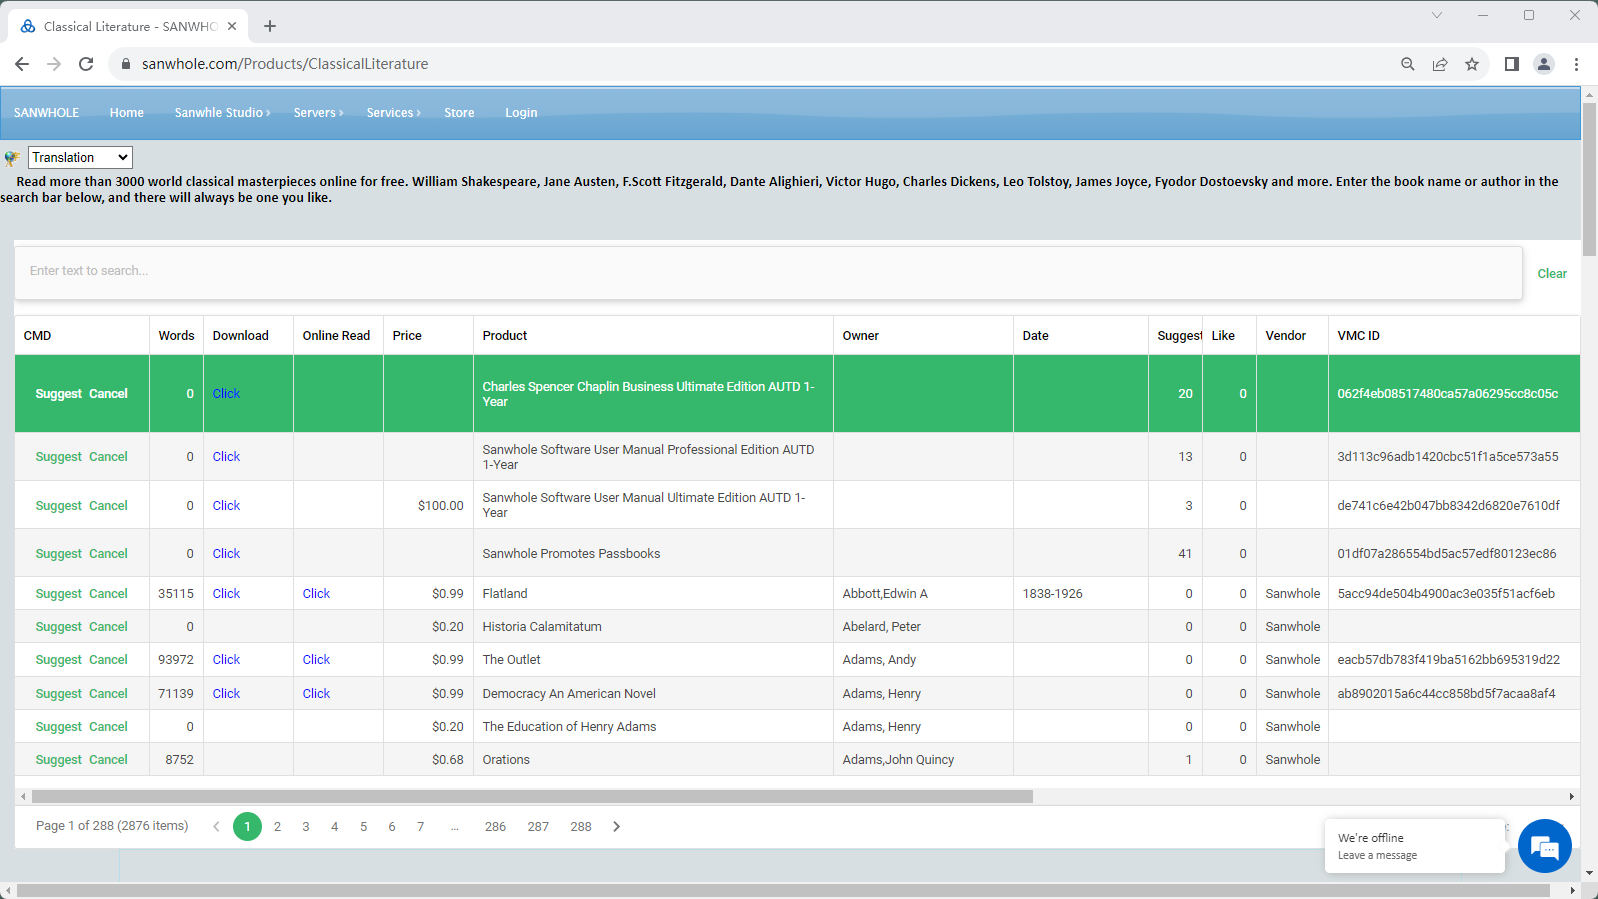 Classical Literature - SANWHO
sanwhole.com/Products/ClassicalLiterature
SANWHOLE Home Sanwhle Studio › Servers › Services › Store Login
Translation
Read more than 3000 world classical masterpieces online for free. William Shakespeare, Jane Austen, F.Scott Fitzgerald, Dante Alighieri, Victor Hugo, Charles Dickens, Leo Tolstoy, James Joyce, Fyodor Dostoevsky and more. Enter the book name or author in the
search bar below, and there will always be one you like.
Enter text to search... Clear
CMD Words Download Online Read Price Product Owner Date Suggest Like Vendor VMC ID
Suggest Cancel 0 Click Charles Spencer Chaplin Business Ultimate Edition AUTD 1- 20 0 062f4eb08517480ca57a06295cc8c05c
Year
Suggest Cancel 0 Click Sanwhole Software User Manual Professional Edition AUTD 13 0 3d113c96adb1420cbc51f1a5ce573a55
1-Year
Suggest Cancel 0 Click $100.00 Sanwhole Software User Manual Ultimate Edition AUTD 1- 3 0 de741c6e42b047bb8342d6820e7610df
Year
Suggest Cancel 0 Click Sanwhole Promotes Passbooks 41 0 01df07a286554bd5ac57edf80123ec86
Suggest Cancel 35115 Click Click $0.99 Flatland Abbott,Edwin A 1838-1926 0 0 Sanwhole 5acc94de504b4900ac3e035f51acf6eb
Suggest Cancel 0 $0.20 Historia Calamitatum Abelard, Peter 0 0 Sanwhole
Suggest Cancel 93972 Click Click $0.99 The Outlet Adams, Andy 0 0 Sanwhole eacb57db783f419ba5162bb695319d22
Suggest Cancel 71139 Click Click $0.99 Democracy An American Novel Adams, Henry 0 0 Sanwhole ab8902015a6c44cc858bd5f7acaa8af4
Suggest Cancel 0 $0.20 The Education of Henry Adams Adams, Henry 0 0 Sanwhole
Suggest Cancel 8752 $0.68 Orations Adams,John Quincy 1 0 Sanwhole
Page 1 of 288 (2876 items) 1 2 3 4 5 6 7 ... 286 287 288
We're offline
Leave a message